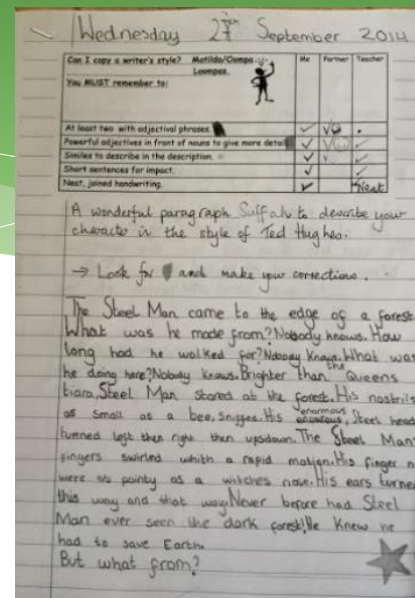 Wednesday 27th September 2014
Can I copy a writer's style? Matilda/Oompa Loompas.
Me Partner Teacher
You MUST remember to:
At least two with adjectival phrases.
Powerful adjectives in front of nouns to give more detail
Similes to describe in the description.
Short sentences for impact.
Neat, joined handwriting. Neat
A wonderful paragraph Suffah to describe your
character in the style of Ted Hughes.
→ Look for and make your corrections.
The Steel Man came to the edge of a forest.
What was he made from? Nobody knows. How
long had he walked for? Nobody knows. What was
he doing here? Nobody knows. Brighter than the Queens
tiara, Steel Man stared at the forest. His nostrils
as small as a bee, snigged. His enormous Steel head
turned left then right then upsidown. The Steel Mans
fingers swirled whith a rapid motion. His finger n
were as pointy as a witches nose. His ears turned
this way and that way. Never before had Steel
Man ever seen the dark forest! He knew he
had to save Earth.
But what from?